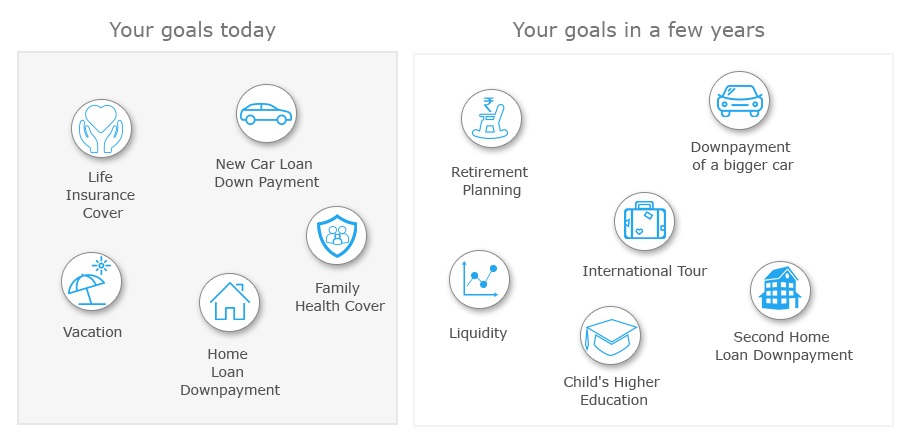 Your goals today
Life
Insurance
Cover
New Car Loan
Down Payment
Family
Health Cover
Vacation
Home
Loan
Downpayment
Your goals in a few years
₹
Retirement
Planning
Downpayment
of a bigger car
International Tour
Liquidity
Child's Higher
Education
Second Home
Loan Downpayment